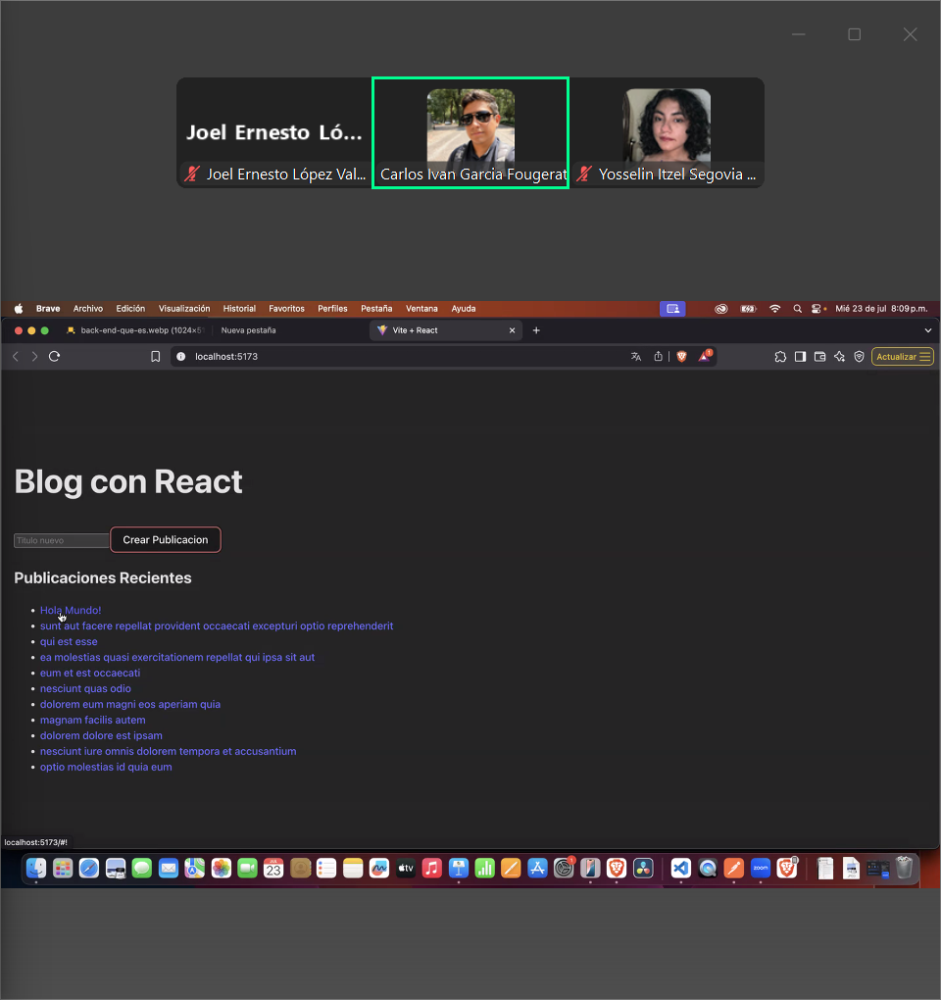 Joel Ernesto Ló...
Joel Ernesto López Val...
Carlos Ivan Garcia Fougerat
Yosselin Itzel Segovia ...
Brave Archivo Edición Visualización Historial Favoritos Perfiles Pestaña Ventana Ayuda Mié 23 de jul 8:09 p.m.
back-end-que-es.webp (1024×5 Nueva pestaña Vite + React
localhost:5173 1 Actualizar
Blog con React
Título nuevo Crear Publicacion
Publicaciones Recientes
Hola Mundo!
sunt aut facere repellat provident occaecati excepturi optio reprehenderit
qui est esse
ea molestias quasi exercitationem repellat qui ipsa sit aut
eum et est occaecati
nesciunt quas odio
dolorem eum magni eos aperiam quia
magnam facilis autem
dolorem dolore est ipsam
nesciunt iure omnis dolorem tempora et accusantium
optio molestias id quia eum
localhost:5173/#!
23 tv 1 zoom